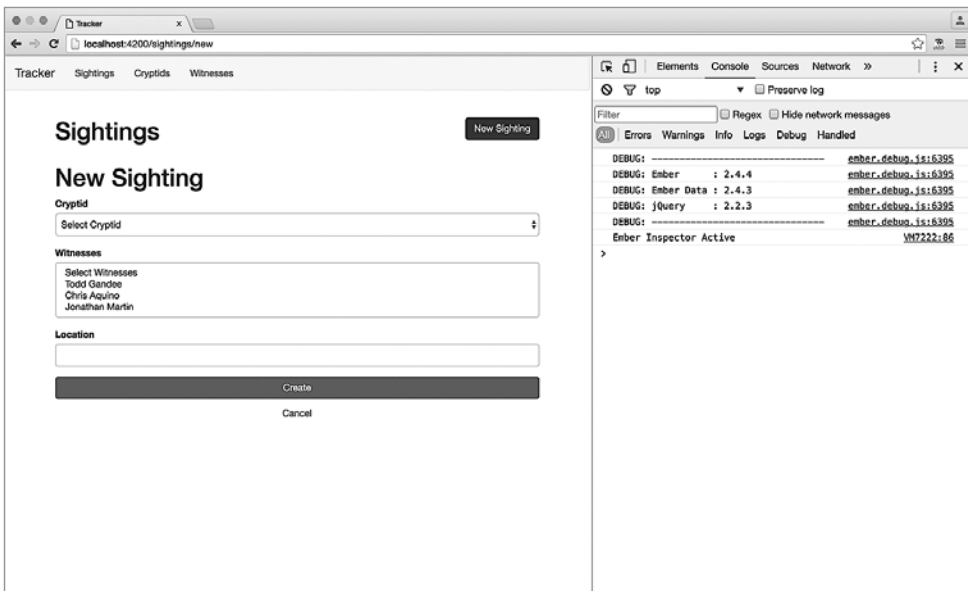 Tracker
localhost:4200/sightings/new
Tracker Sightings Cryptids Witnesses
Sightings
New Sighting
New Sighting
Cryptid
Select Cryptid
Witnesses
Select Witnesses
Todd Gandee
Chris Aquino
Jonathan Martin
Location
Create
Cancel
Elements Console Sources Network »
top Preserve log
Filter Regex Hide network messages
All Errors Warnings Info Logs Debug Handled
DEBUG: ------------------------------- ember.debug.js:6395
DEBUG: Ember : 2.4.4 ember.debug.js:6395
DEBUG: Ember Data : 2.4.3 ember.debug.js:6395
DEBUG: jQuery : 2.2.3 ember.debug.js:6395
DEBUG: ------------------------------- ember.debug.js:6395
Ember Inspector Active VM7222:86
>